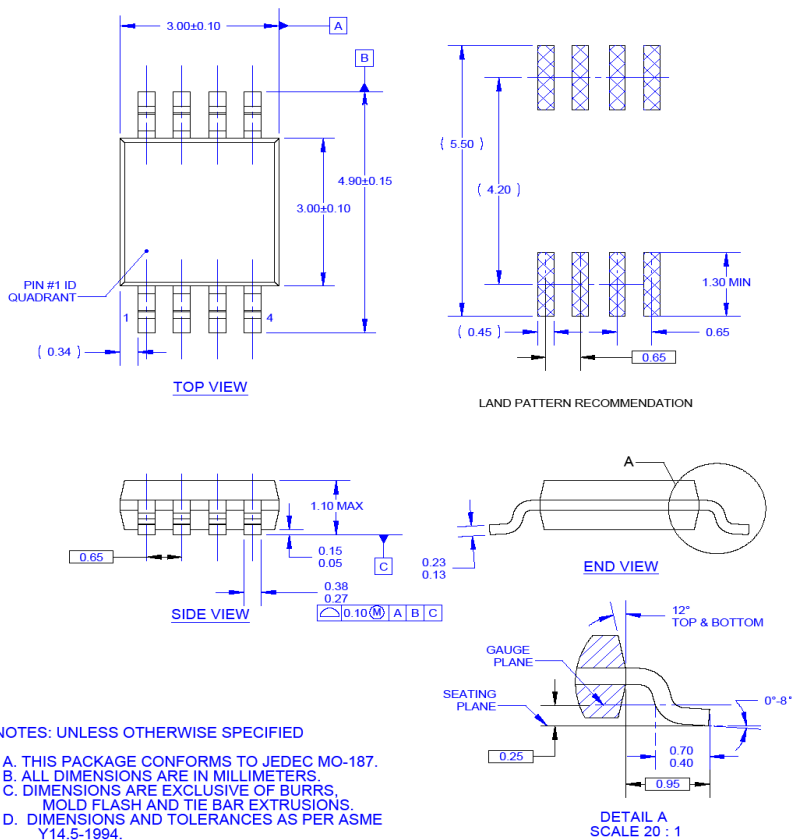 3.00±0.10
A
B
( 5.50 )
4.90±0.15
( 4.20 )
3.00±0.10
PIN #1 ID
QUADRANT
1
4
1.30 MIN
( 0.34 )
( 0.45 )
0.65
0.65
TOP VIEW
LAND PATTERN RECOMMENDATION
A
1.10 MAX
0.65
0.15
0.05
C
0.23
0.13
END VIEW
0.38
0.27
SIDE VIEW
0.10 Ⓜ A B C
12°
TOP & BOTTOM
GAUGE
PLANE
SEATING
PLANE
0°-8°
0.25
0.70
0.40
0.95
NOTES: UNLESS OTHERWISE SPECIFIED
A. THIS PACKAGE CONFORMS TO JEDEC MO-187.
B. ALL DIMENSIONS ARE IN MILLIMETERS.
C. DIMENSIONS ARE EXCLUSIVE OF BURRS,
MOLD FLASH AND TIE BAR EXTRUSIONS.
D. DIMENSIONS AND TOLERANCES AS PER ASME
Y14.5-1994.
DETAIL A
SCALE 20 : 1